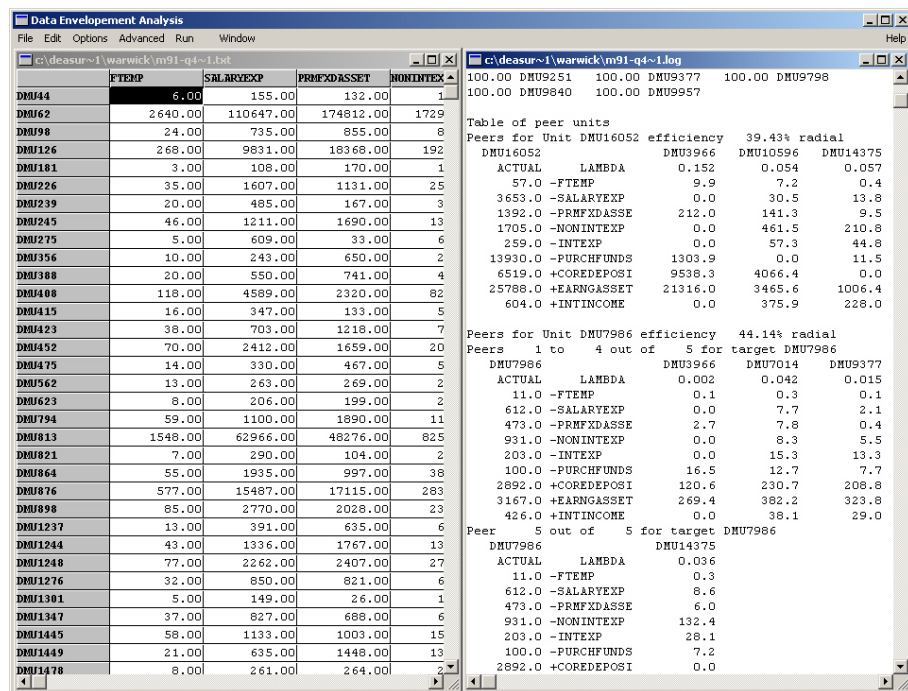 Data Envelopement Analysis
File Edit Options Advanced Run Window Help
c:\deasur~1\warwick\m91-q4~1.txt
FTEMP SALARYEXP PRMFXDASSET NONINTEX
DMU44 6.00 155.00 132.00 1
DMU62 2640.00 110647.00 174812.00 1729
DMU98 24.00 735.00 855.00 8
DMU126 268.00 9831.00 18368.00 192
DMU181 3.00 108.00 170.00 1
DMU226 35.00 1607.00 1131.00 25
DMU239 20.00 485.00 167.00 3
DMU245 46.00 1211.00 1690.00 13
DMU275 5.00 609.00 33.00 6
DMU356 10.00 243.00 650.00 2
DMU388 20.00 550.00 741.00 4
DMU408 118.00 4589.00 2320.00 82
DMU415 16.00 347.00 133.00 5
DMU423 38.00 703.00 1218.00 7
DMU452 70.00 2412.00 1659.00 20
DMU475 14.00 330.00 467.00 5
DMU562 13.00 263.00 269.00 2
DMU623 8.00 206.00 199.00 2
DMU794 59.00 1100.00 1890.00 11
DMU813 1548.00 62966.00 48276.00 825
DMU821 7.00 290.00 104.00 2
DMU864 55.00 1935.00 997.00 38
DMU876 577.00 15487.00 17115.00 283
DMU898 85.00 2770.00 2028.00 23
DMU1237 13.00 391.00 635.00 6
DMU1244 43.00 1336.00 1767.00 13
DMU1248 77.00 2262.00 2407.00 27
DMU1276 32.00 850.00 821.00 6
DMU1301 5.00 149.00 26.00 1
DMU1347 37.00 827.00 688.00 6
DMU1445 58.00 1133.00 1003.00 15
DMU1449 21.00 635.00 1448.00 13
DMU1478 8.00 261.00 264.00 2
c:\deasur~1\warwick\m91-q4~1.log
100.00 DMU9251 100.00 DMU9377 100.00 DMU9798
100.00 DMU9840 100.00 DMU9957
Table of peer units
Peers for Unit DMU16052 efficiency 39.43% radial
DMU16052 DMU3966 DMU10596 DMU14375
ACTUAL LAMBDA 0.152 0.054 0.057
57.0 -FTEMP 9.9 7.2 0.4
3653.0 -SALARYEXP 0.0 30.5 13.8
1392.0 -PRMFXDASSE 212.0 141.3 9.5
1705.0 -NONINTEXP 0.0 461.5 210.8
259.0 -INTEXP 0.0 57.3 44.8
13930.0 -PURCHFUNDS 1303.9 0.0 11.5
6519.0 +COREDEPOSI 9538.3 4066.4 0.0
25788.0 +EARNGASSET 21316.0 3465.6 1006.4
604.0 +INTINCOME 0.0 375.9 228.0
Peers for Unit DMU7986 efficiency 44.14% radial
Peers 1 to 4 out of 5 for target DMU7986
DMU7986 DMU3966 DMU7014 DMU9377
ACTUAL LAMBDA 0.002 0.042 0.015
11.0 -FTEMP 0.1 0.3 0.1
612.0 -SALARYEXP 0.0 7.7 2.1
473.0 -PRMFXDASSE 2.7 7.8 0.4
931.0 -NONINTEXP 0.0 8.3 5.5
203.0 -INTEXP 0.0 15.3 13.3
100.0 -PURCHFUNDS 16.5 12.7 7.7
2892.0 +COREDEPOSI 120.6 230.7 208.8
3167.0 +EARNGASSET 269.4 382.2 323.8
426.0 +INTINCOME 0.0 38.1 29.0
Peer 5 out of 5 for target DMU7986
DMU7986 DMU14375
ACTUAL LAMBDA 0.036
11.0 -FTEMP 0.3
612.0 -SALARYEXP 8.6
473.0 -PRMFXDASSE 6.0
931.0 -NONINTEXP 132.4
203.0 -INTEXP 28.1
100.0 -PURCHFUNDS 7.2
2892.0 +COREDEPOSI 0.0